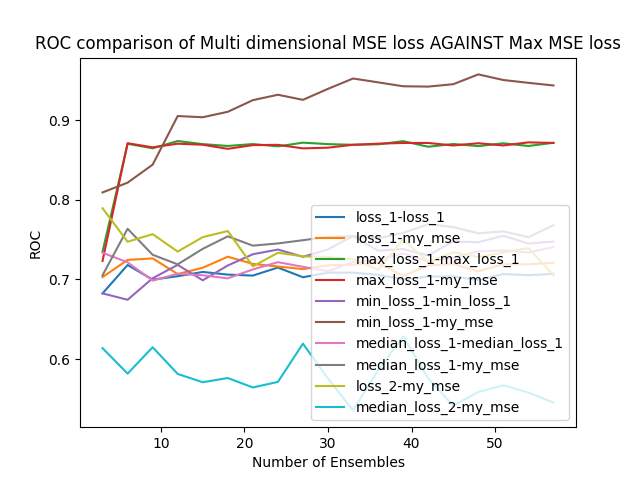 ROC comparison of Multi dimensional MSE loss AGAINST Max MSE loss
0.9
0.8
0.7
0.6
ROC
loss_1-loss_1
loss_1-my_mse
max_loss_1-max_loss_1
max_loss_1-my_mse
min_loss_1-min_loss_1
min_loss_1-my_mse
median_loss_1-median_loss_1
median_loss_1-my_mse
loss_2-my_mse
median_loss_2-my_mse
10
20
30
40
50
Number of Ensembles